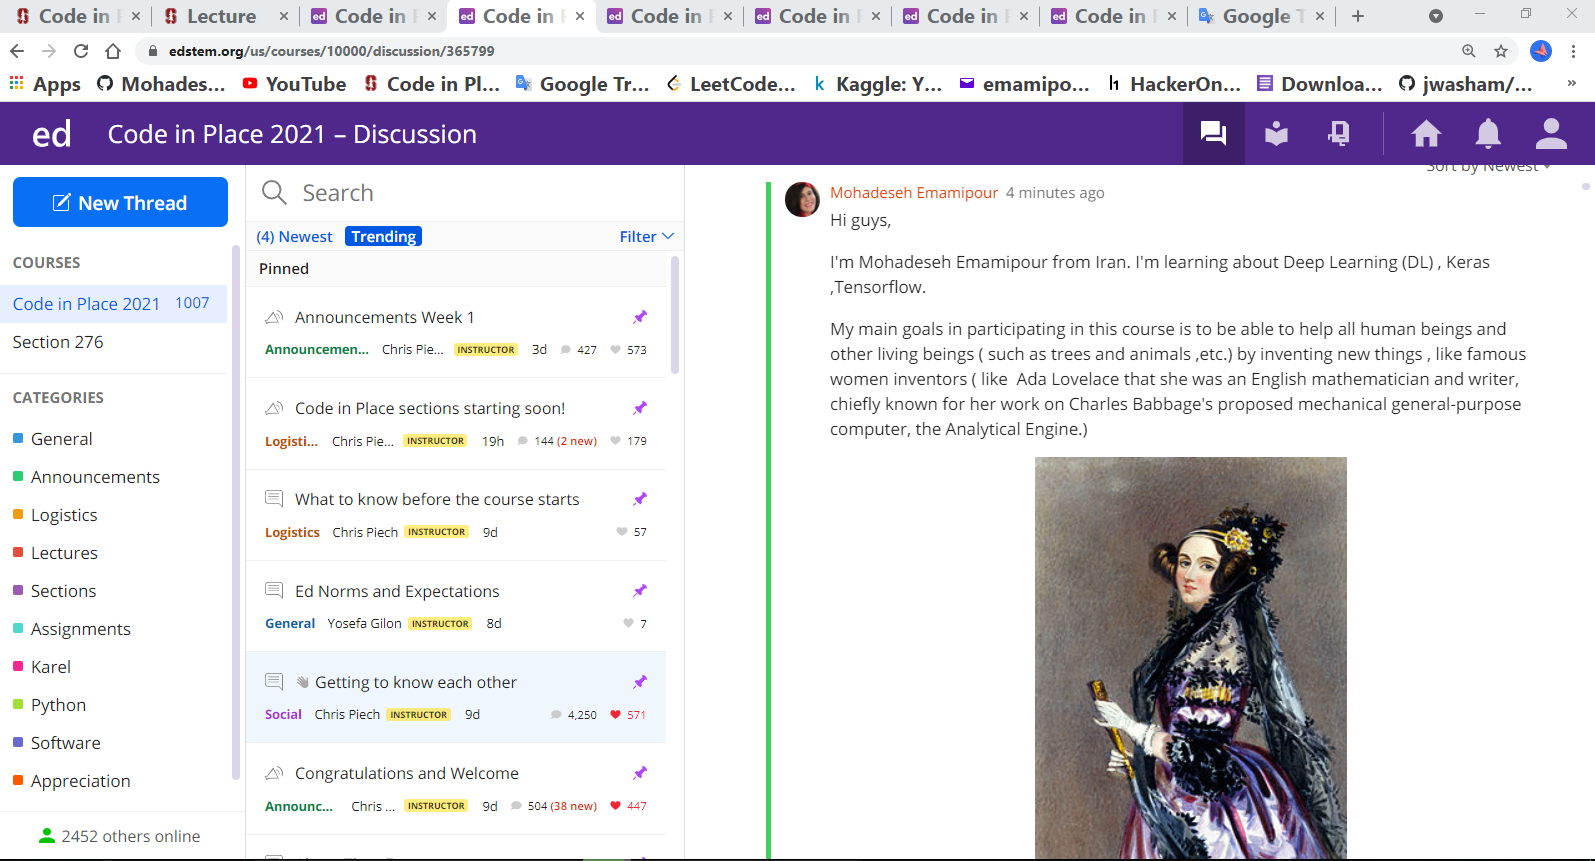 Code in
Lecture
Code in
Code in
Code in
Code in
Code in
Code in
Google T
edstem.org/us/courses/10000/discussion/365799
Apps
Mohades...
YouTube
Code in Pl...
Google Tr...
LeetCode...
Kaggle: Y...
emamipo...
HackerOn...
Downloa...
jwasham/...
»
ed
Code in Place 2021 – Discussion
New Thread
COURSES
Code in Place 2021 1007
Section 276
CATEGORIES
General
Announcements
Logistics
Lectures
Sections
Assignments
Karel
Python
Software
Appreciation
2452 others online
Search
(4) Newest Trending Filter
Pinned
Announcements Week 1
Announcemen... Chris Pie... INSTRUCTOR 3d 427 573
Code in Place sections starting soon!
Logisti... Chris Pie... INSTRUCTOR 19h 144 (2 new) 179
What to know before the course starts
Logistics Chris Piech INSTRUCTOR 9d 57
Ed Norms and Expectations
General Yosefa Gilon INSTRUCTOR 8d 7
👋 Getting to know each other
Social Chris Piech INSTRUCTOR 9d 4,250 571
Congratulations and Welcome
Announc... Chris ... INSTRUCTOR 9d 504 (38 new) 447
Sort by Newest
Mohadeseh Emamipour 4 minutes ago
Hi guys,
I'm Mohadeseh Emamipour from Iran. I'm learning about Deep Learning (DL) , Keras
,Tensorflow.
My main goals in participating in this course is to be able to help all human beings and
other living beings ( such as trees and animals ,etc.) by inventing new things , like famous
women inventors ( like  Ada Lovelace that she was an English mathematician and writer,
chiefly known for her work on Charles Babbage's proposed mechanical general-purpose
computer, the Analytical Engine.)